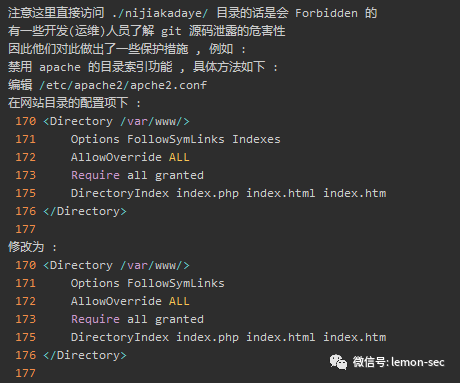 注意这里直接访问 ./nijiakadaye/ 目录的话是会 Forbidden 的
有一些开发(运维)人员了解 git 源码泄露的危害性
因此他们对此做出了一些保护措施 , 例如 :
禁用 apache 的目录索引功能 , 具体方法如下 :
编辑 /etc/apache2/apche2.conf
在网站目录的配置项下 :
170 <Directory /var/www/>
171 Options FollowSymLinks Indexes
172 AllowOverride ALL
173 Require all granted
175 DirectoryIndex index.php index.html index.htm
176 </Directory>
177
修改为 :
170 <Directory /var/www/>
171 Options FollowSymLinks
172 AllowOverride ALL
173 Require all granted
175 DirectoryIndex index.php index.html index.htm
176 </Directory>
177
微信号: lemon-sec